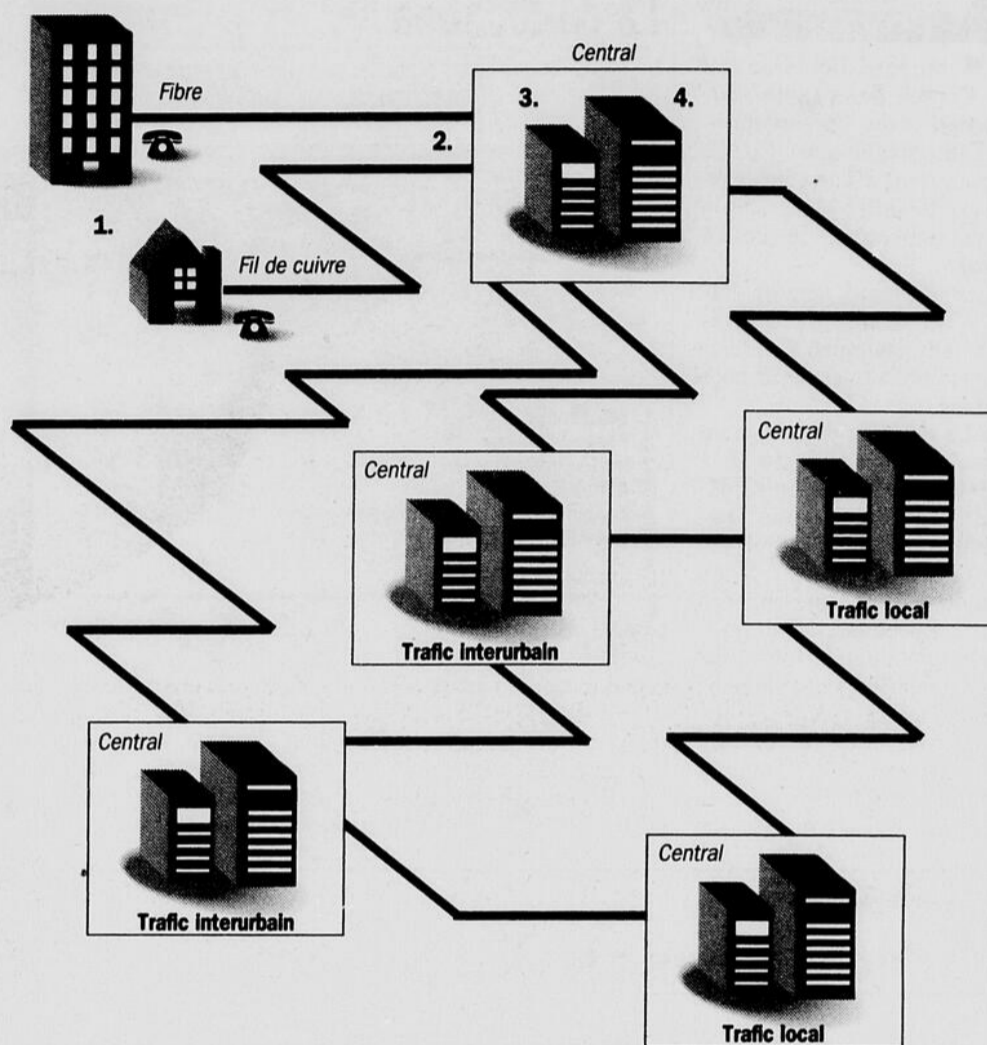 Central
Fibre
3.
4.
2.
1.
Fil de cuivre
Central
Trafic local
Central
Trafic interurbain
Central
Trafic interurbain
Central
Trafic local